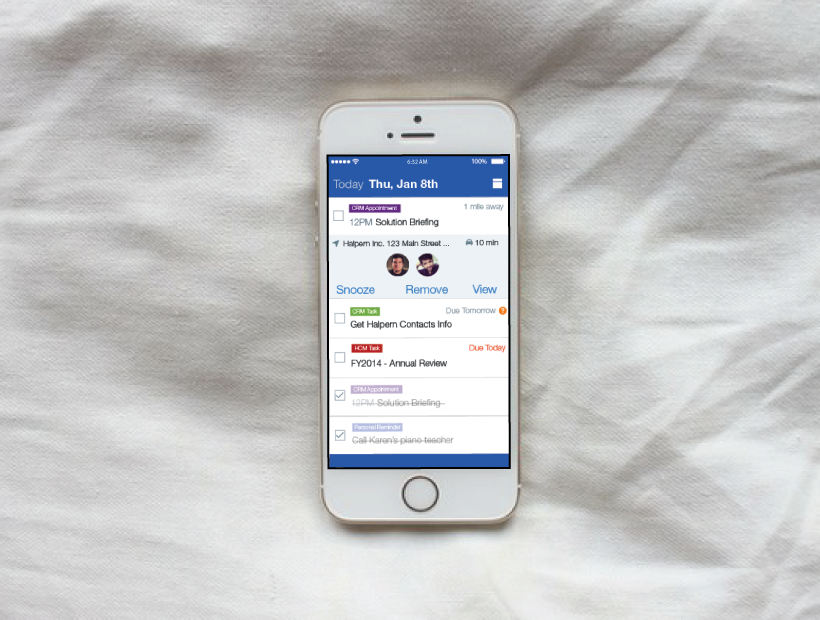 6:52 AM
100%
Today Thu, Jan 8th
CRM Appointment
1 mile away
12PM Solution Briefing
Halpern Inc. 123 Main Street ...
10 min
Snooze Remove View
CRM Task
Due Tomorrow ?
Get Halpern Contacts Info
HCM Task
Due Today
FY2014 - Annual Review
CRM Appointment
12PM Solution Briefing
Personal Reminder
Call Karen's piano teacher